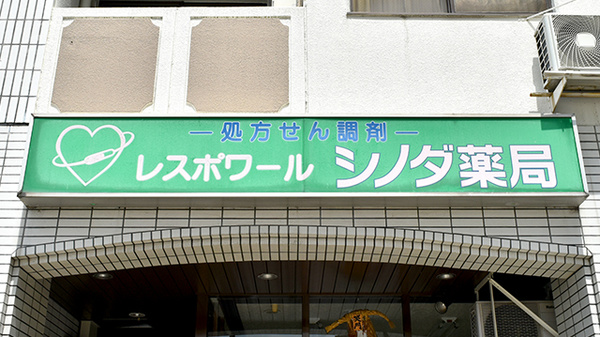 —処方せん調剤—
レスポワール シノダ薬局